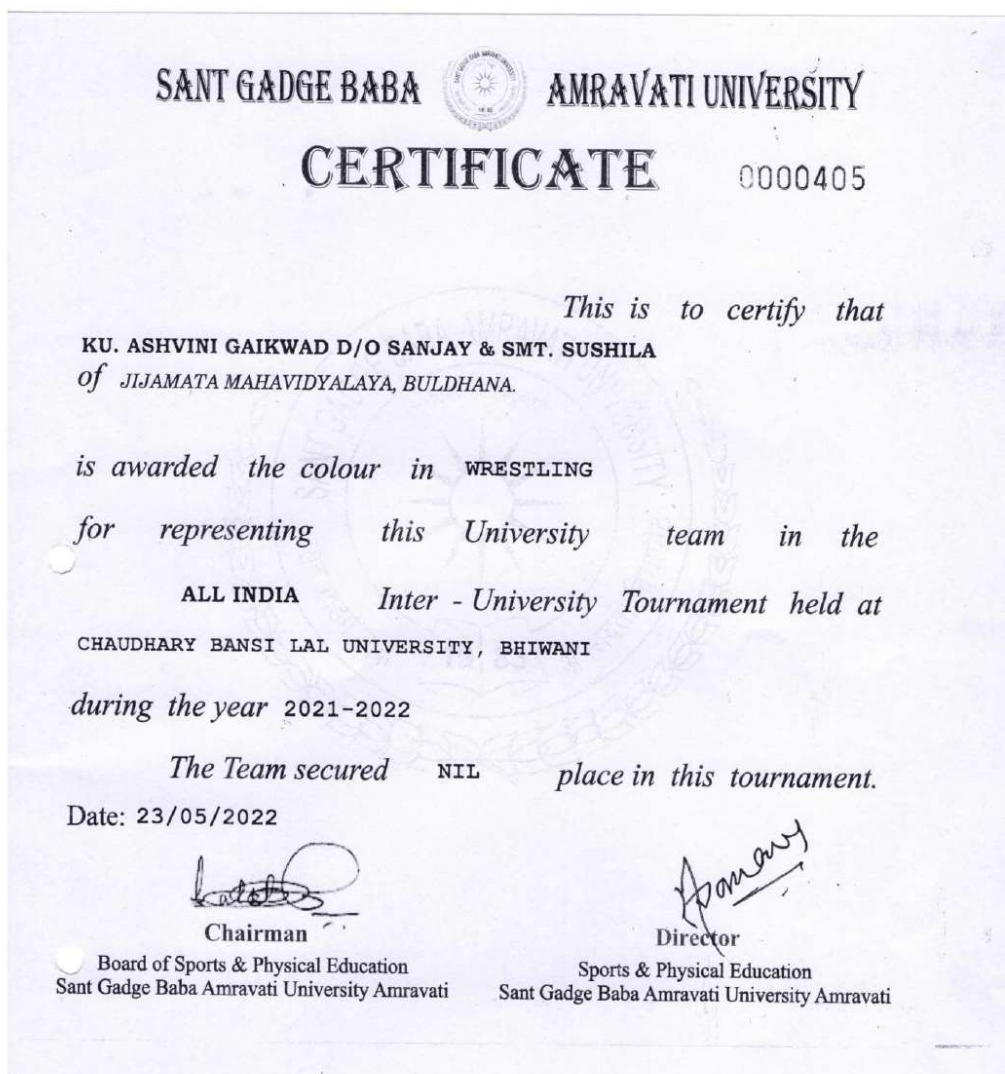 SANT GADGE BABA AMRAVATI UNIVERSITY
CERTIFICATE 0000405
This is to certify that
KU. ASHVINI GAIKWAD D/O SANJAY & SMT. SUSHILA
of JIJAMATA MAHAVIDYALAYA, BULDHANA.
is awarded the colour in WRESTLING
for representing this University team in the
ALL INDIA Inter - University Tournament held at
CHAUDHARY BANSI LAL UNIVERSITY, BHIWANI
during the year 2021-2022
The Team secured NIL place in this tournament.
Date: 23/05/2022
Chairman Director
Board of Sports & Physical Education Sports & Physical Education
Sant Gadge Baba Amravati University Amravati Sant Gadge Baba Amravati University Amravati